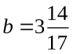 b = 3 14/17